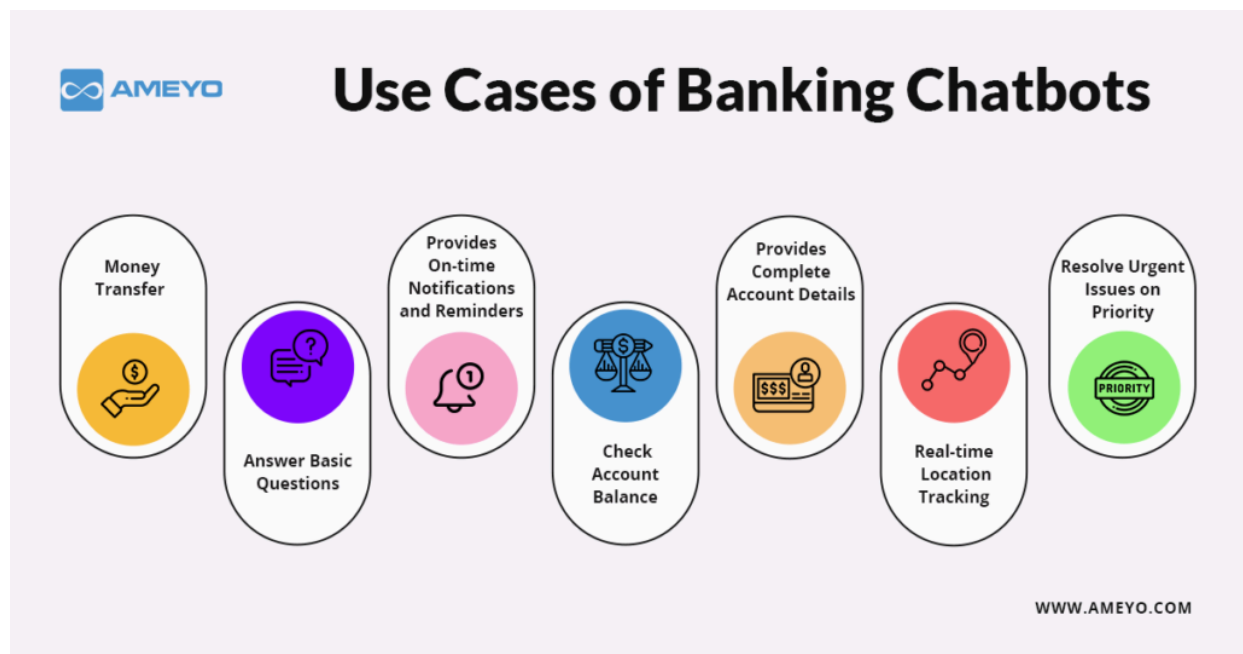 AMEYO
Use Cases of Banking Chatbots
Money
Transfer
$
?
Answer Basic
Questions
Provides
On-time
Notifications
and Reminders
1
$
Check
Account
Balance
Provides
Complete
Account Details
$$$
Real-time
Location
Tracking
Resolve Urgent
Issues on
Priority
PRIORITY
WWW.AMEYO.COM